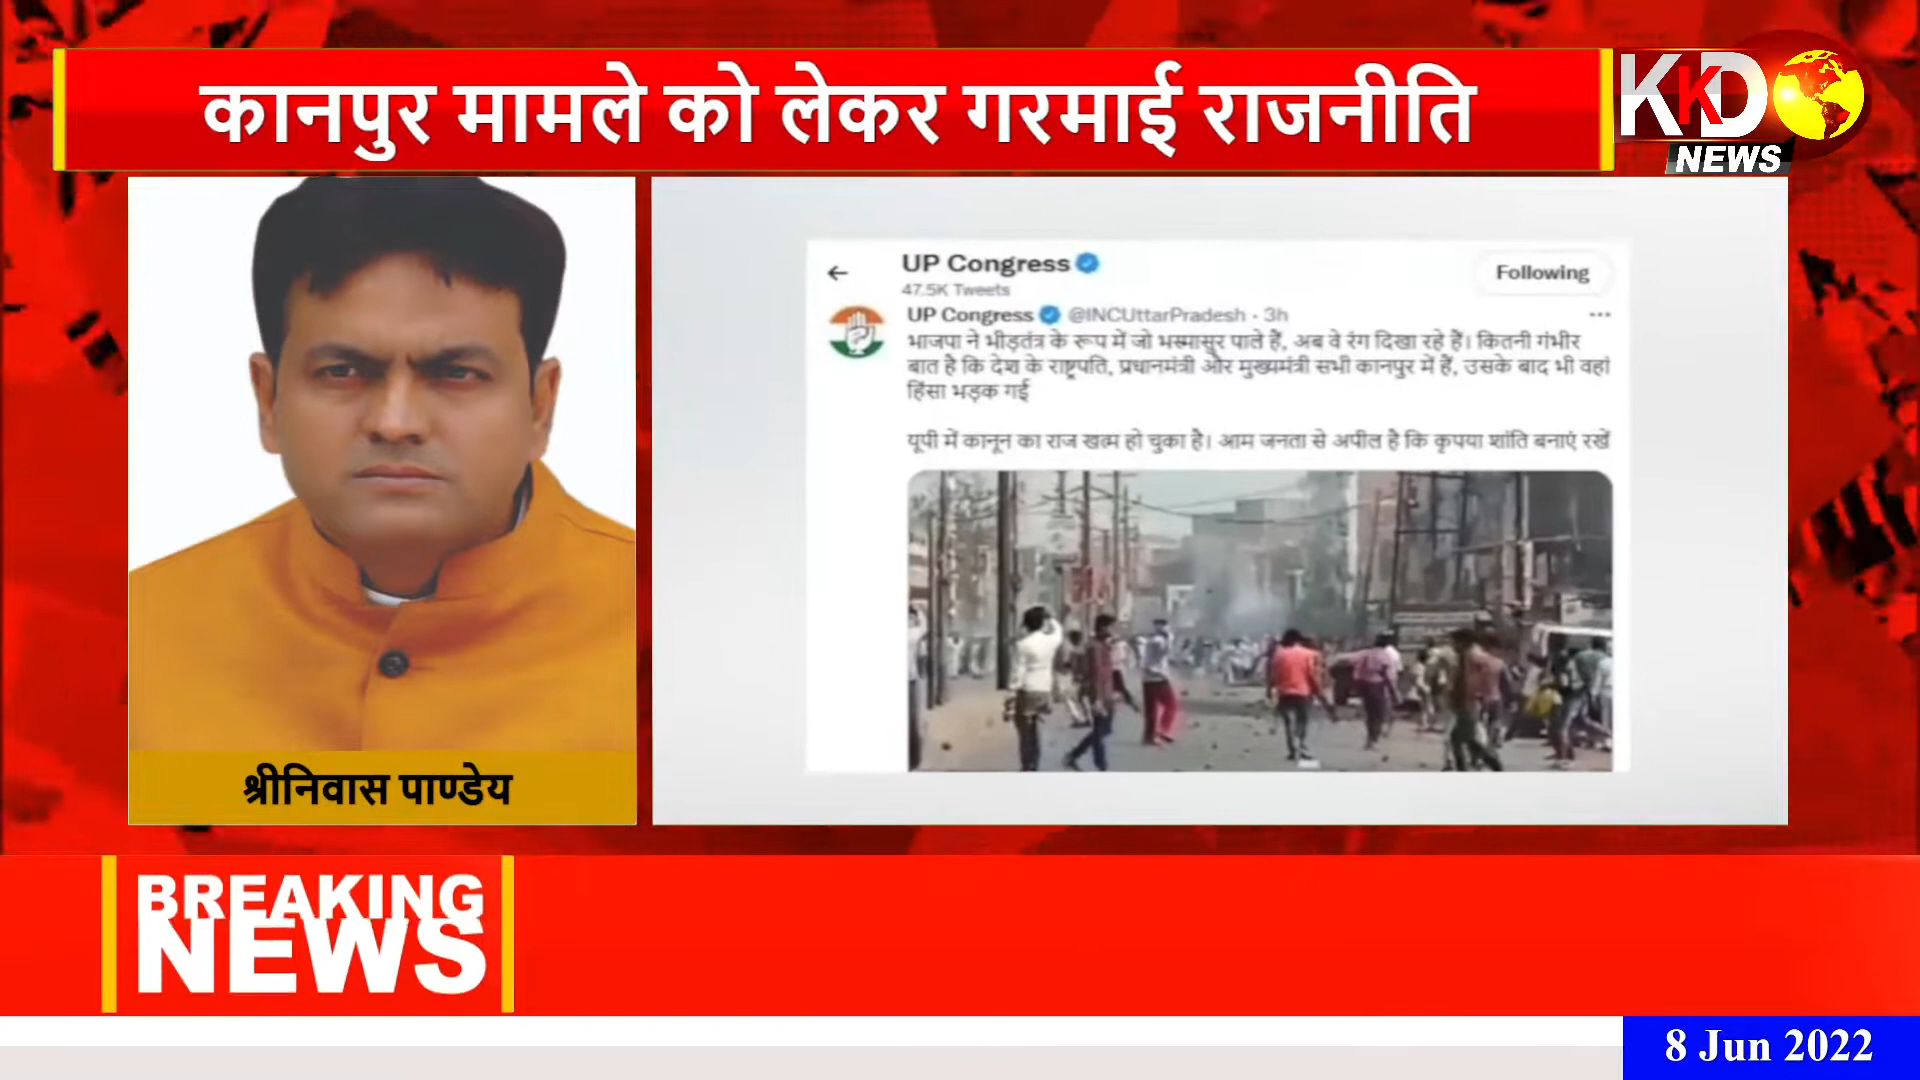 कानपुर मामले को लेकर गरमाई राजनीति
KKD
NEWS
UP Congress
Following
47.5K Tweets
UP Congress @INCUttarPradesh · 3h
भाजपा ने भीड़तंत्र के रूप में जो भस्मासुर पाले हैं, अब वे रंग दिखा रहे हैं। कितनी गंभीर
बात है कि देश के राष्ट्रपति, प्रधानमंत्री और मुख्यमंत्री सभी कानपुर में हैं, उसके बाद भी वहां
हिंसा भड़क गई
यूपी में कानून का राज खत्म हो चुका है। आम जनता से अपील है कि कृपया शांति बनाएं रखें
श्रीनिवास पाण्डेय
BREAKING
NEWS
8 Jun 2022